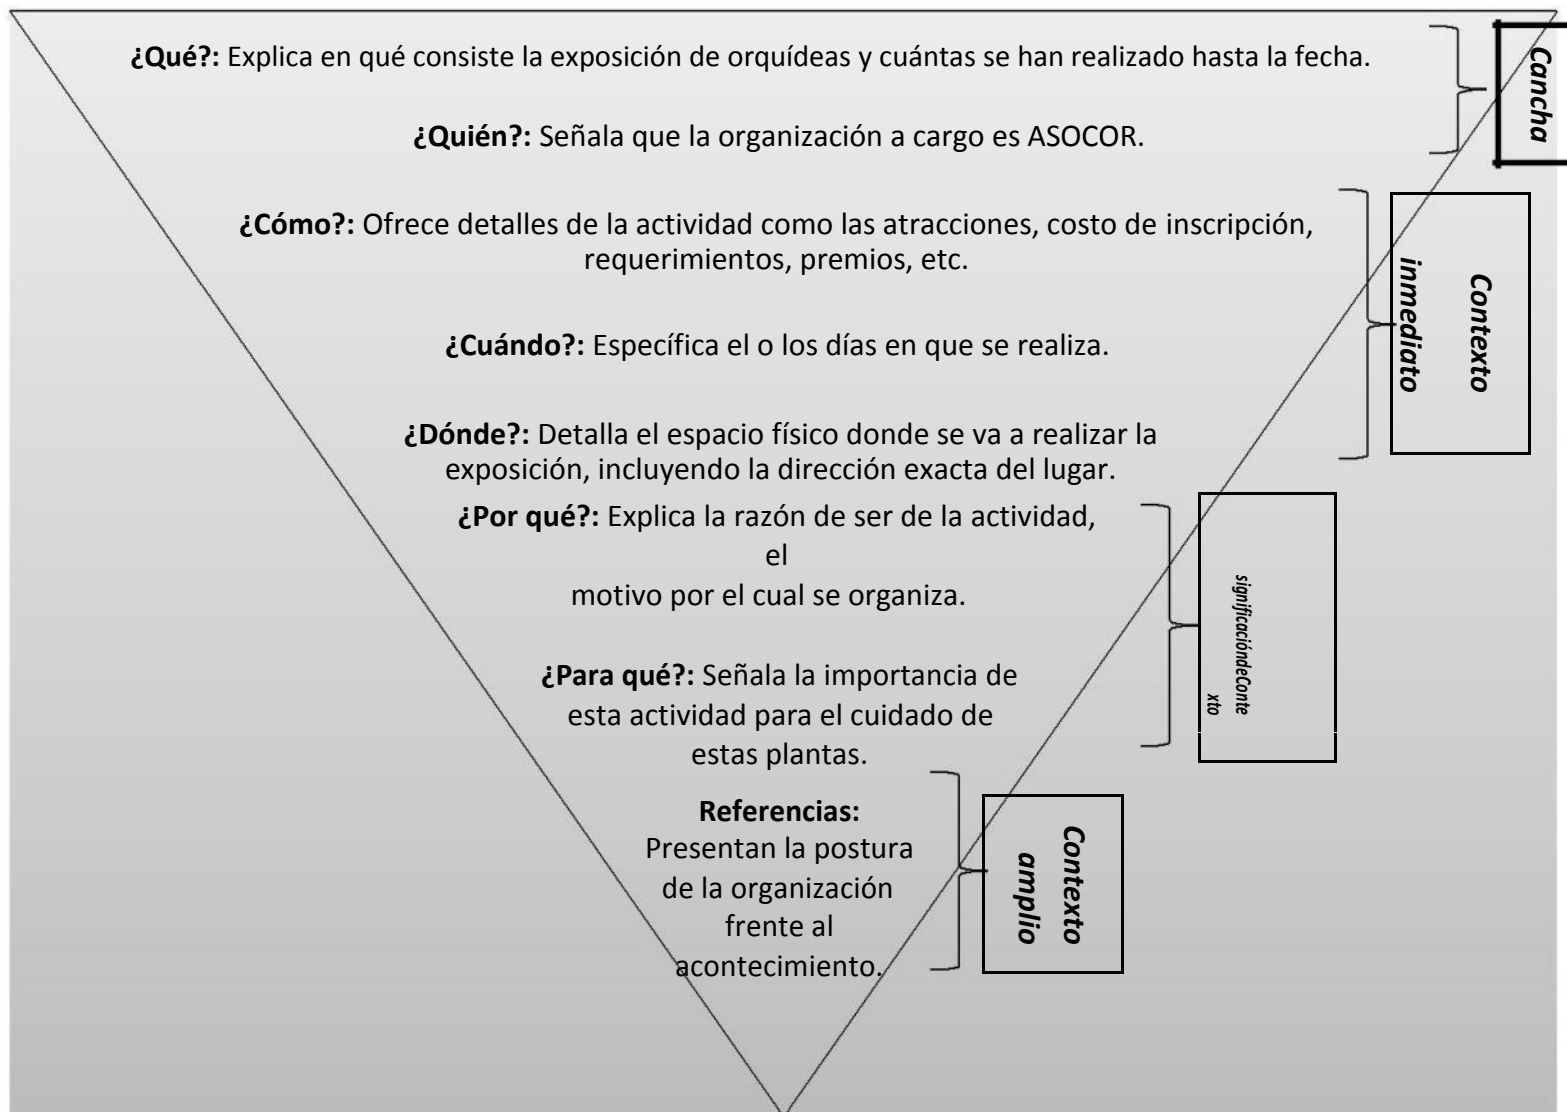 ¿Qué?: Explica en qué consiste la exposición de orquídeas y cuántas se han realizado hasta la fecha.
¿Quién?: Señala que la organización a cargo es ASOCOR.
Cancha
¿Cómo?: Ofrece detalles de la actividad como las atracciones, costo de inscripción,
requerimientos, premios, etc.
¿Cuándo?: Específica el o los días en que se realiza.
¿Dónde?: Detalla el espacio físico donde se va a realizar la
exposición, incluyendo la dirección exacta del lugar.
Contexto
inmediato
¿Por qué?: Explica la razón de ser de la actividad,
el
motivo por el cual se organiza.
¿Para qué?: Señala la importancia de
esta actividad para el cuidado de
estas plantas.
significacióndeConte
xto
Referencias:
Presentan la postura
de la organización
frente al
acontecimiento.
Contexto
amplio